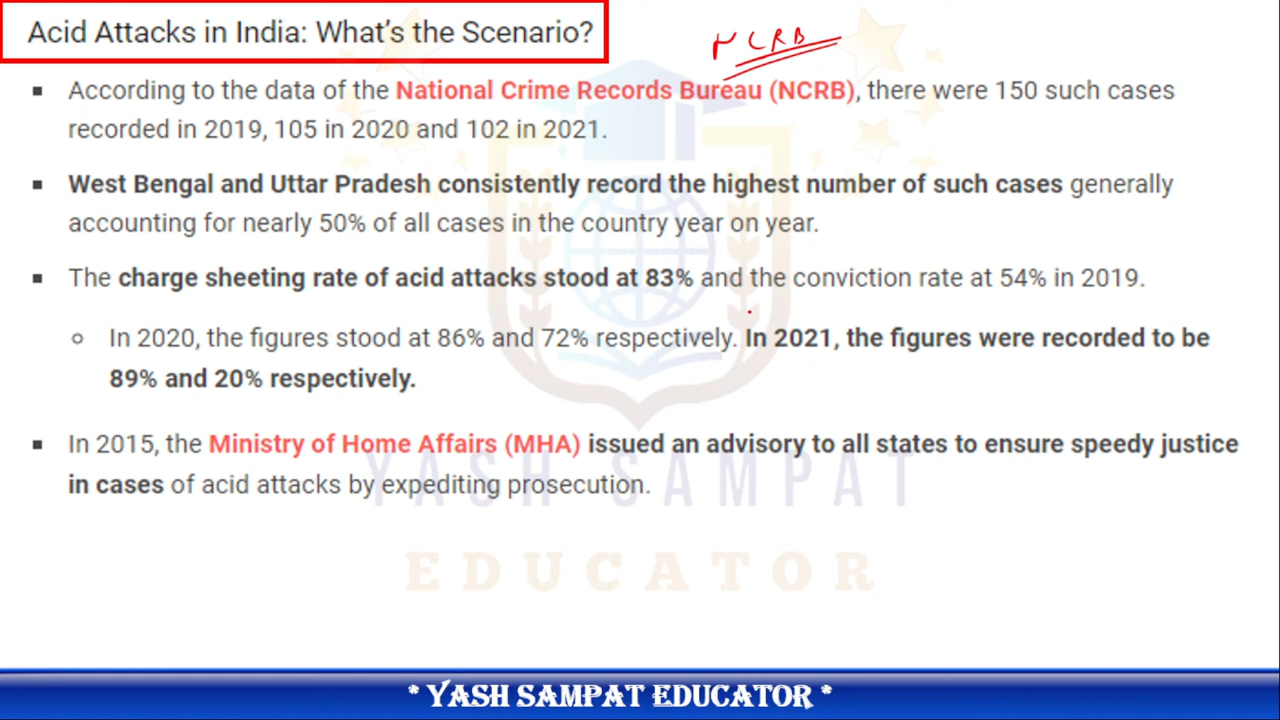 Acid Attacks in India: What's the Scenario?
NCRB
▪ According to the data of the National Crime Records Bureau (NCRB), there were 150 such cases
recorded in 2019, 105 in 2020 and 102 in 2021.
▪ West Bengal and Uttar Pradesh consistently record the highest number of such cases generally
accounting for nearly 50% of all cases in the country year on year.
▪ The charge sheeting rate of acid attacks stood at 83% and the conviction rate at 54% in 2019.
○ In 2020, the figures stood at 86% and 72% respectively. In 2021, the figures were recorded to be
89% and 20% respectively.
▪ In 2015, the Ministry of Home Affairs (MHA) issued an advisory to all states to ensure speedy justice
in cases of acid attacks by expediting prosecution.
YASH SAMPAT
EDUCATOR
* YASH SAMPAT EDUCATOR *